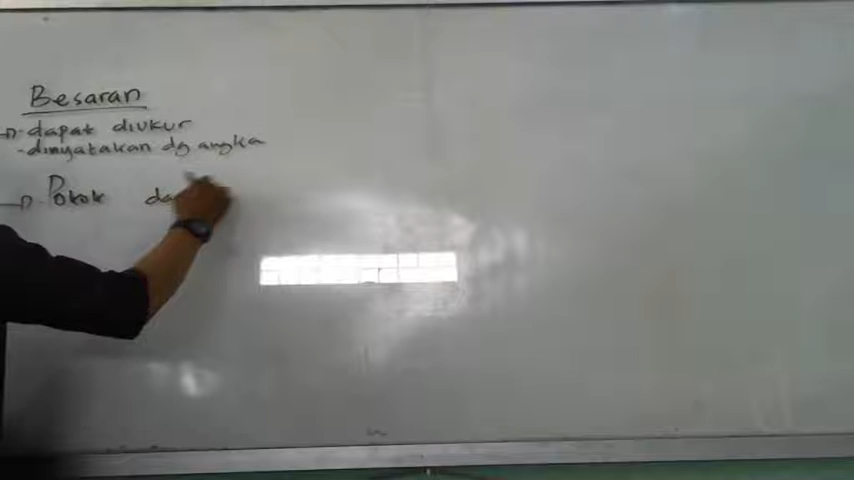 Besaran
- dapat diukur
- dinyatakan dg angka
Pokok da